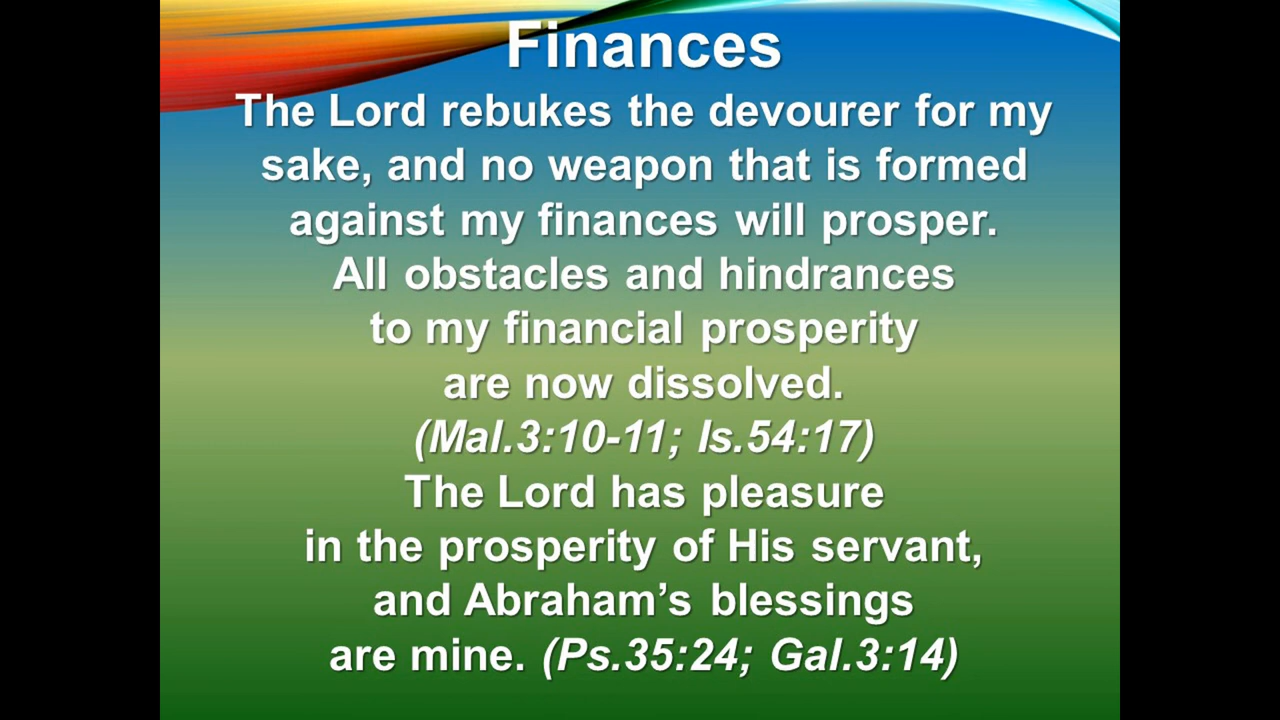 Finances
The Lord rebukes the devourer for my
sake, and no weapon that is formed
against my finances will prosper.
All obstacles and hindrances
to my financial prosperity
are now dissolved.
(Mal.3:10-11; Is.54:17)
The Lord has pleasure
in the prosperity of His servant,
and Abraham’s blessings
are mine. (Ps.35:24; Gal.3:14)